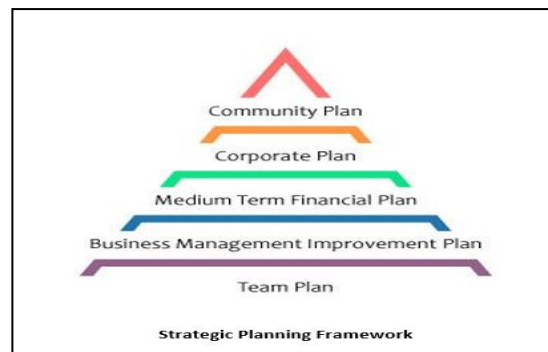 Community Plan
Corporate Plan
Medium Term Financial Plan
Business Management Improvement Plan
Team Plan
Strategic Planning Framework